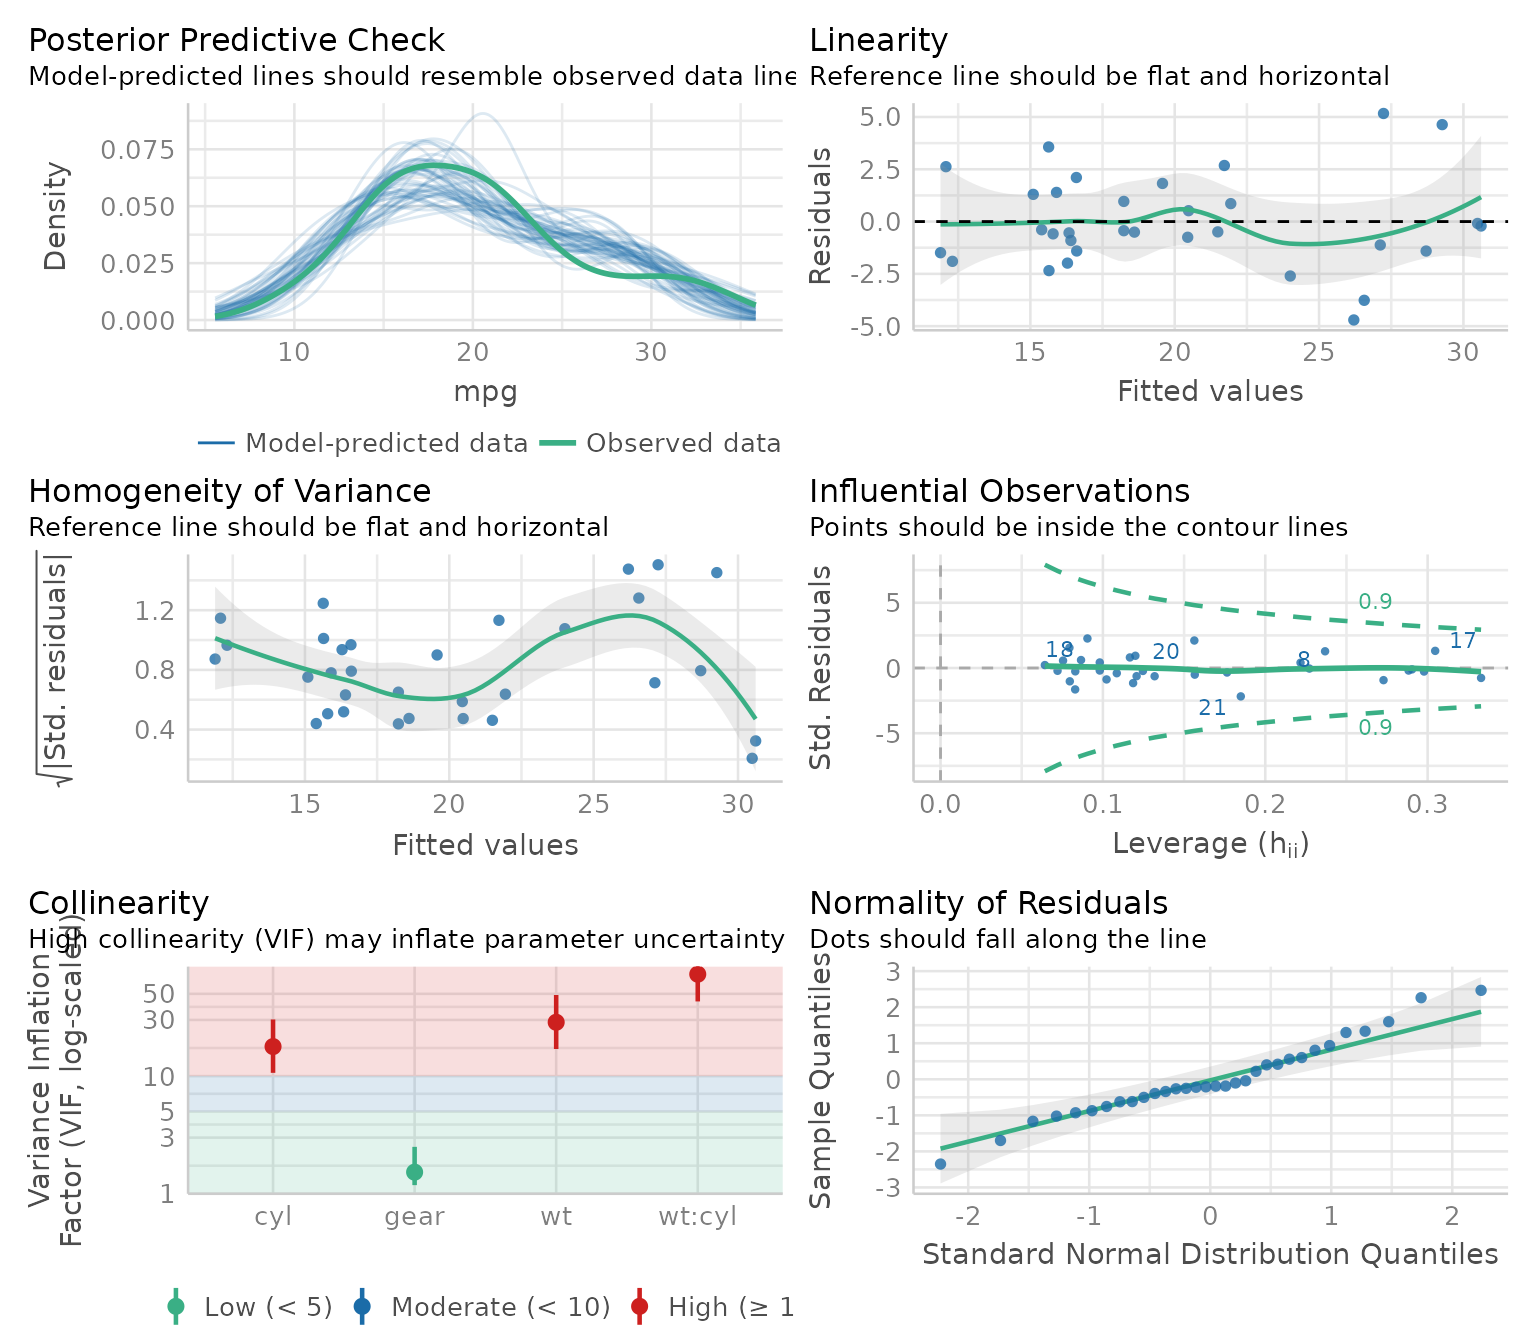 Posterior Predictive Check
Model-predicted lines should resemble observed data line
Density
0.075
0.050
0.025
0.000
10 20 30
mpg
Model-predicted data Observed data
Linearity
Reference line should be flat and horizontal
Residuals
5.0
2.5
0.0
-2.5
-5.0
15 20 25 30
Fitted values
Homogeneity of Variance
Reference line should be flat and horizontal
√|Std. residuals|
1.2
0.8
0.4
15 20 25 30
Fitted values
Influential Observations
Points should be inside the contour lines
Std. Residuals
5
0
-5
0.9
18 20 8 17
21
0.9
0.0 0.1 0.2 0.3
Leverage (hii)
Collinearity
High collinearity (VIF) may inflate parameter uncertainty
Variance Inflation
Factor (VIF, log-scaled)
50
30
10
5
3
1
cyl gear wt wt:cyl
Low (< 5) Moderate (< 10) High (≥ 1
Normality of Residuals
Dots should fall along the line
Sample Quantiles
3
2
1
0
-1
-2
-3
-2 -1 0 1 2
Standard Normal Distribution Quantiles